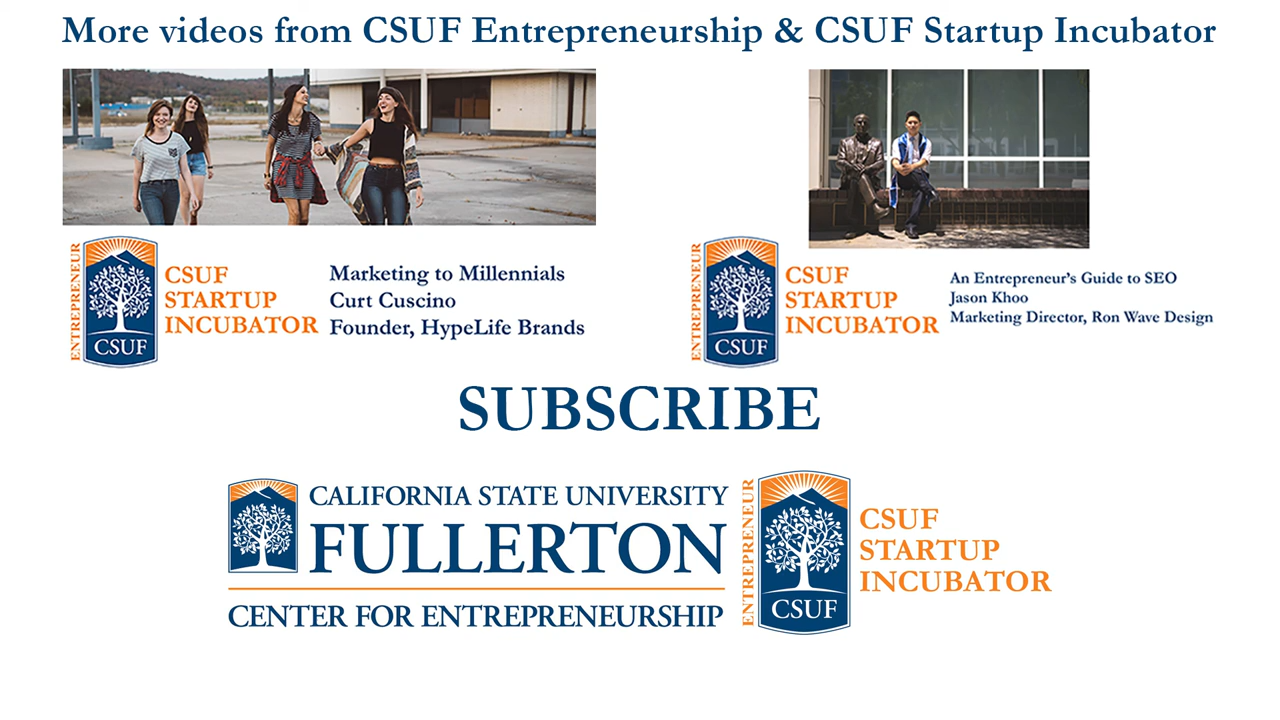 More videos from CSUF Entrepreneurship & CSUF Startup Incubator
ENTREPRENEUR
CSUF
CSUF
STARTUP
INCUBATOR
Marketing to Millennials
Curt Cuscino
Founder, HypeLife Brands
ENTREPRENEUR
CSUF
CSUF
STARTUP
INCUBATOR
An Entrepreneur's Guide to SEO
Jason Khoo
Marketing Director, Ron Wave Design
SUBSCRIBE
CALIFORNIA STATE UNIVERSITY
FULLERTON
CENTER FOR ENTREPRENEURSHIP
ENTREPRENEUR
CSUF
CSUF
STARTUP
INCUBATOR